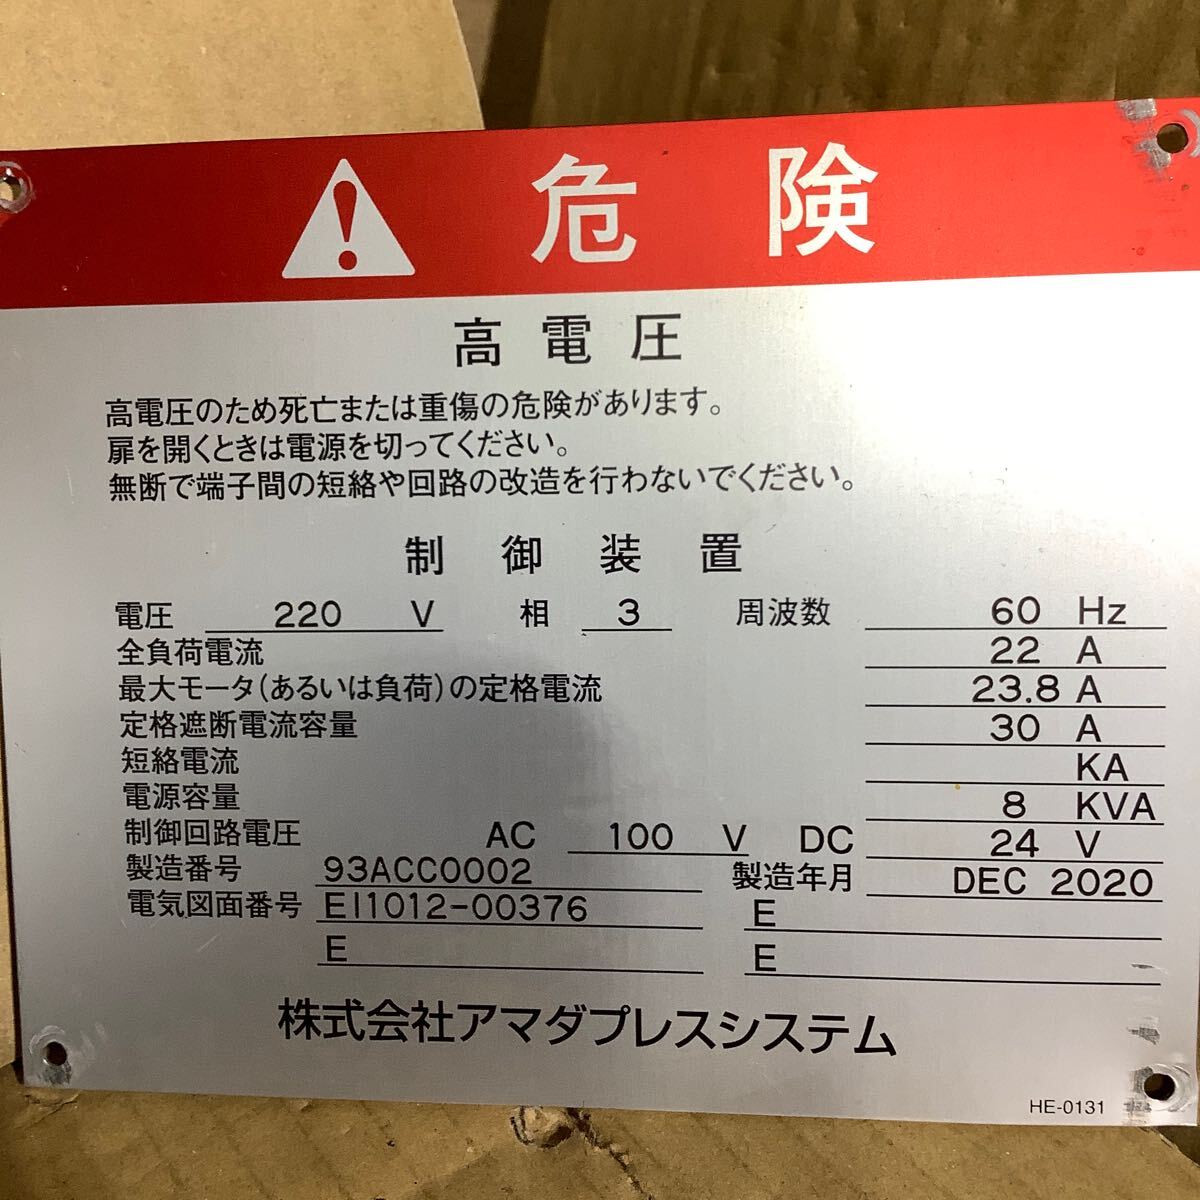 危険
高電圧
高電圧のため死亡または重傷の危険があります。
扉を開くときは電源を切ってください。
無断で端子間の短絡や回路の改造を行わないでください。
制御装置
電圧 220 V 相 3 周波数 60 Hz
全負荷電流 22 A
最大モータ(あるいは負荷)の定格電流 23.8 A
定格遮断電流容量 30 A
短絡電流 KA
電源容量 8 KVA
制御回路電圧 AC 100 V DC 24 V
製造番号 93ACC0002 製造年月 DEC 2020
電気図面番号 EI1012-00376 E
E E
株式会社アマダプレスシステム
HE-0131